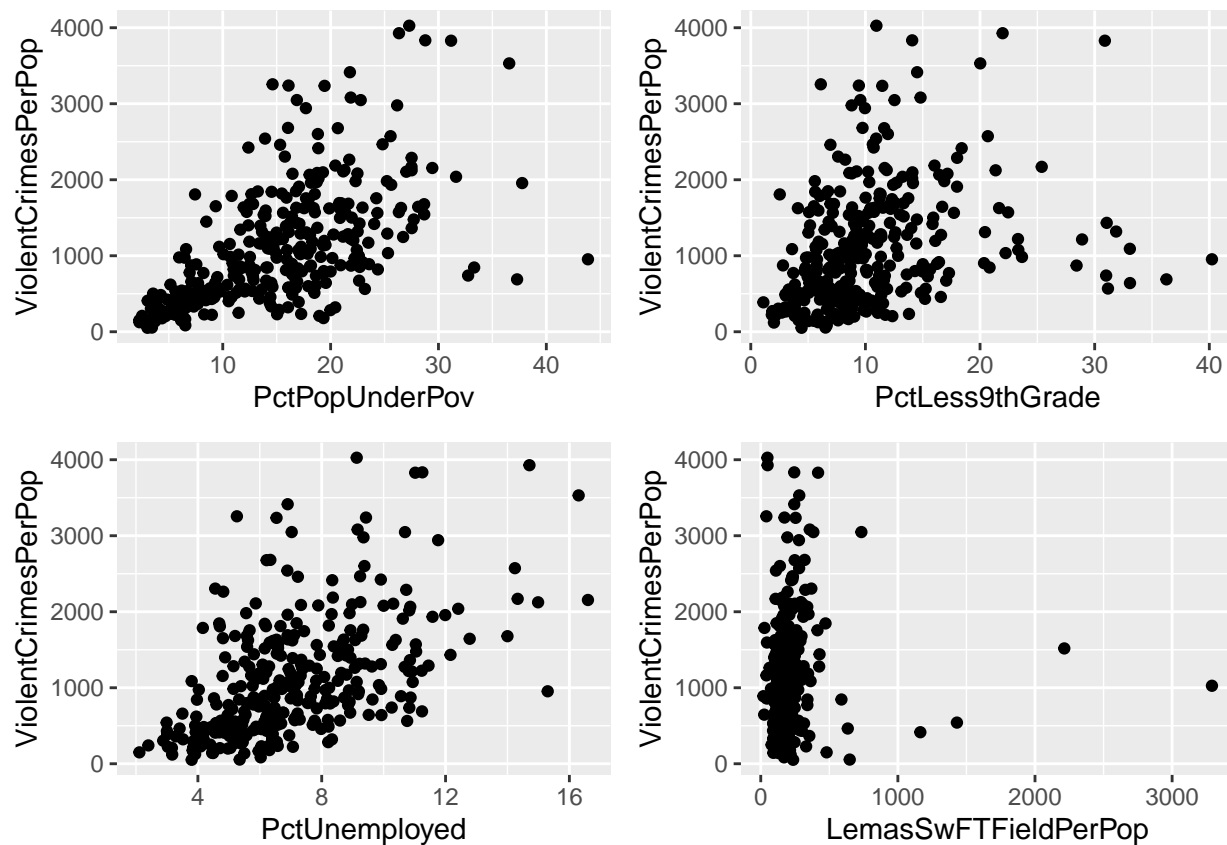 ViolentCrimesPerPop
4000
3000
2000
1000
0
10 20 30 40
PctPopUnderPov
ViolentCrimesPerPop
4000
3000
2000
1000
0
0 10 20 30 40
PctLess9thGrade
ViolentCrimesPerPop
4000
3000
2000
1000
0
4 8 12 16
PctUnemployed
ViolentCrimesPerPop
4000
3000
2000
1000
0
0 1000 2000 3000
LemasSwFTFieldPerPop